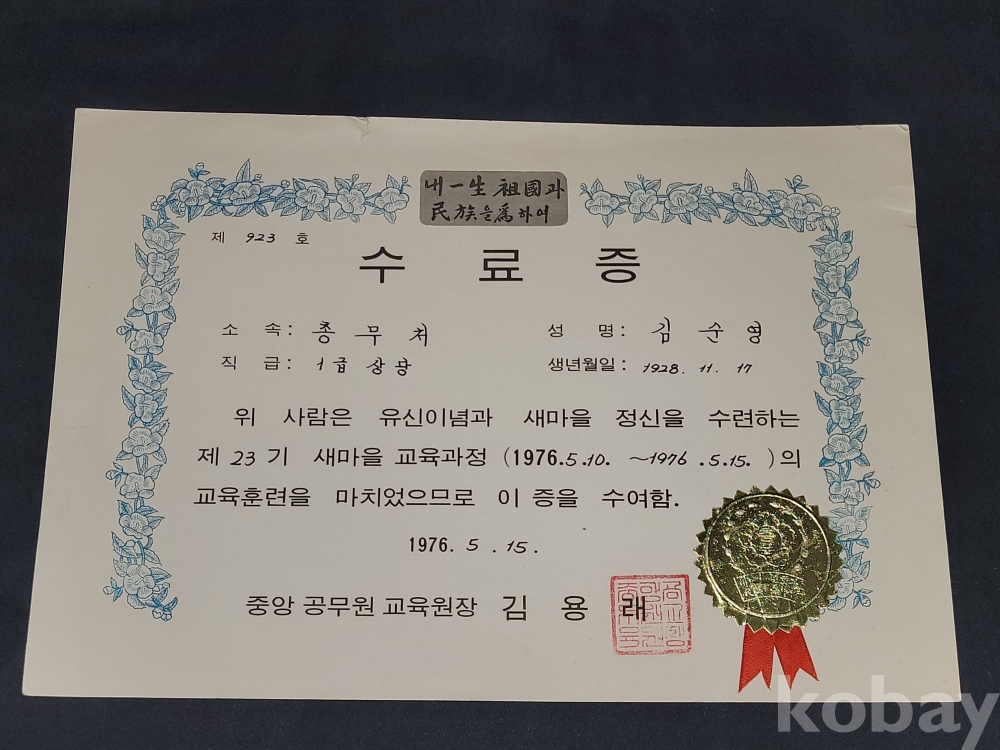 내 一生 祖國과
民族을 爲하여
제 923 호
수 료 증
소 속: 총무처 성 명: 김순영
직 급: 1급상당 생년월일: 1928. 11. 17
위 사람은 유신이념과 새마을 정신을 수련하는
제 23 기 새마을 교육과정 (1976. 5. 10. ~1976. 5. 15. )의
교육훈련을 마치었으므로 이 증을 수여함.
1976. 5. 15.
중앙 공무원 교육원장 김 용 래
kobay